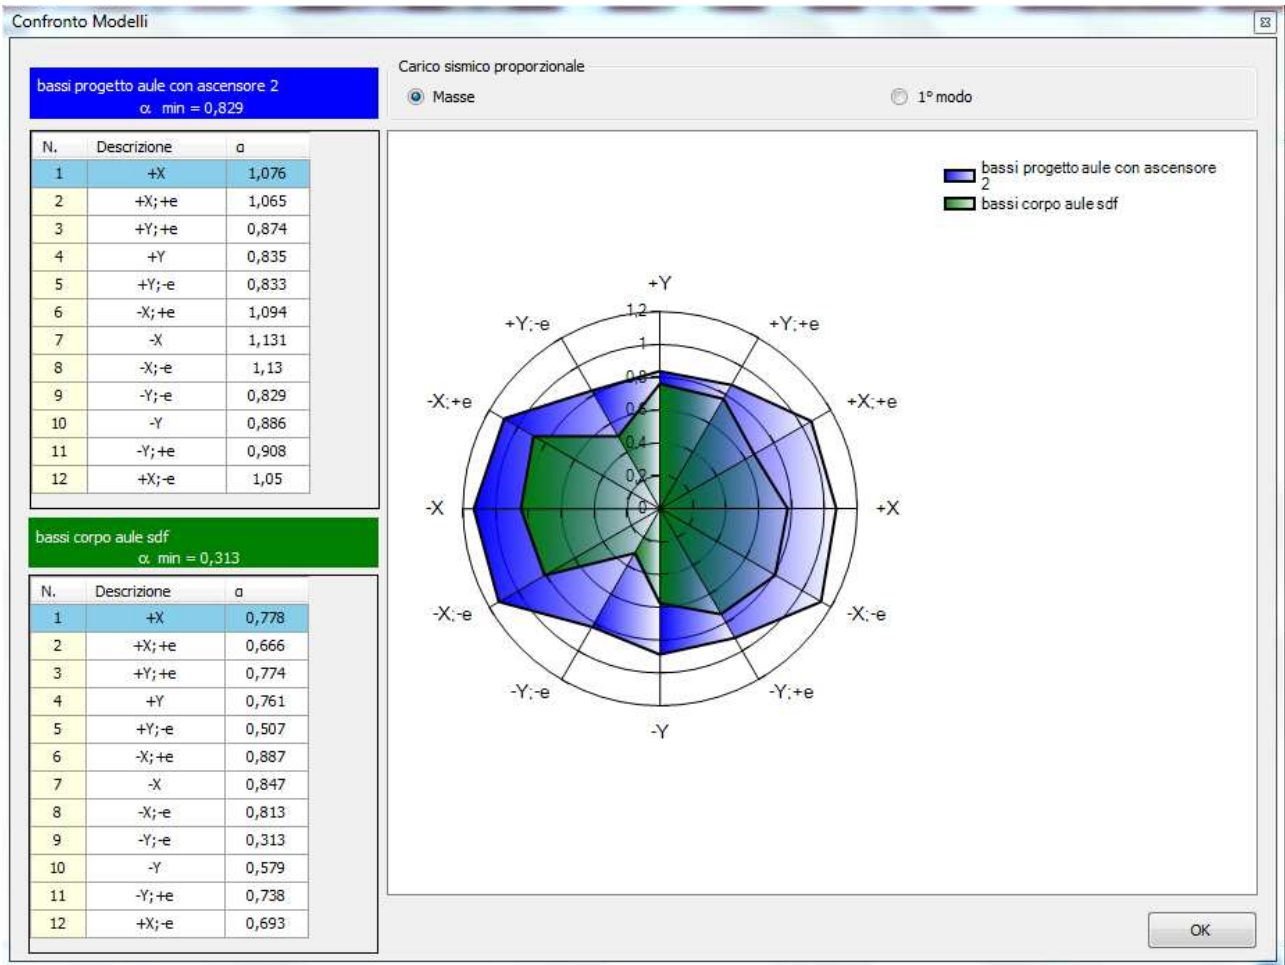 Confronto Modelli
bassi progetto aule con ascensore 2
α min = 0,829
N. Descrizione α
1 +X 1,076
2 +X; +e 1,065
3 +Y; +e 0,874
4 +Y 0,835
5 +Y;-e 0,833
6 -X; +e 1,094
7 -X 1,131
8 -X;-e 1,13
9 -Y;-e 0,829
10 -Y 0,886
11 -Y; +e 0,908
12 +X;-e 1,05
bassi corpo aule sdf
α min = 0,313
N. Descrizione α
1 +X 0,778
2 +X; +e 0,666
3 +Y; +e 0,774
4 +Y 0,761
5 +Y;-e 0,507
6 -X; +e 0,887
7 -X 0,847
8 -X;-e 0,813
9 -Y;-e 0,313
10 -Y 0,579
11 -Y; +e 0,738
12 +X;-e 0,693
Carico sismico proporzionale
Masse 1° modo
bassi progetto aule con ascensore
2
bassi corpo aule sdf
+Y
+Y;-e 1,2 +Y;+e
1
0,8
-X;+e 0,6 +X;+e
0,4
0,2
-X 0 +X
-X;-e -X;-e
-Y;-e -Y;+e
-Y
OK